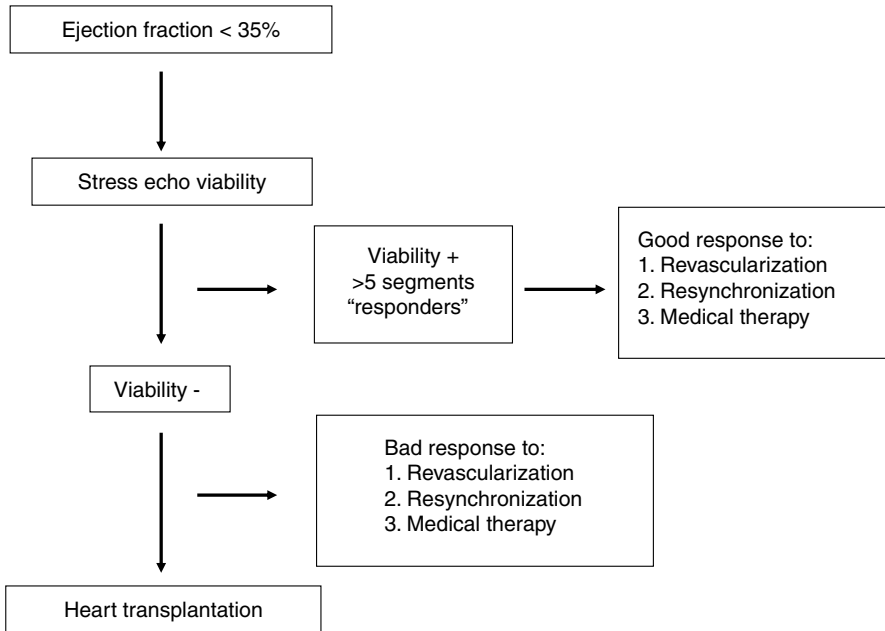 Ejection fraction < 35%
Stress echo viability
Viability +
>5 segments
“responders”
Good response to:
1. Revascularization
2. Resynchronization
3. Medical therapy
Viability -
Bad response to:
1. Revascularization
2. Resynchronization
3. Medical therapy
Heart transplantation